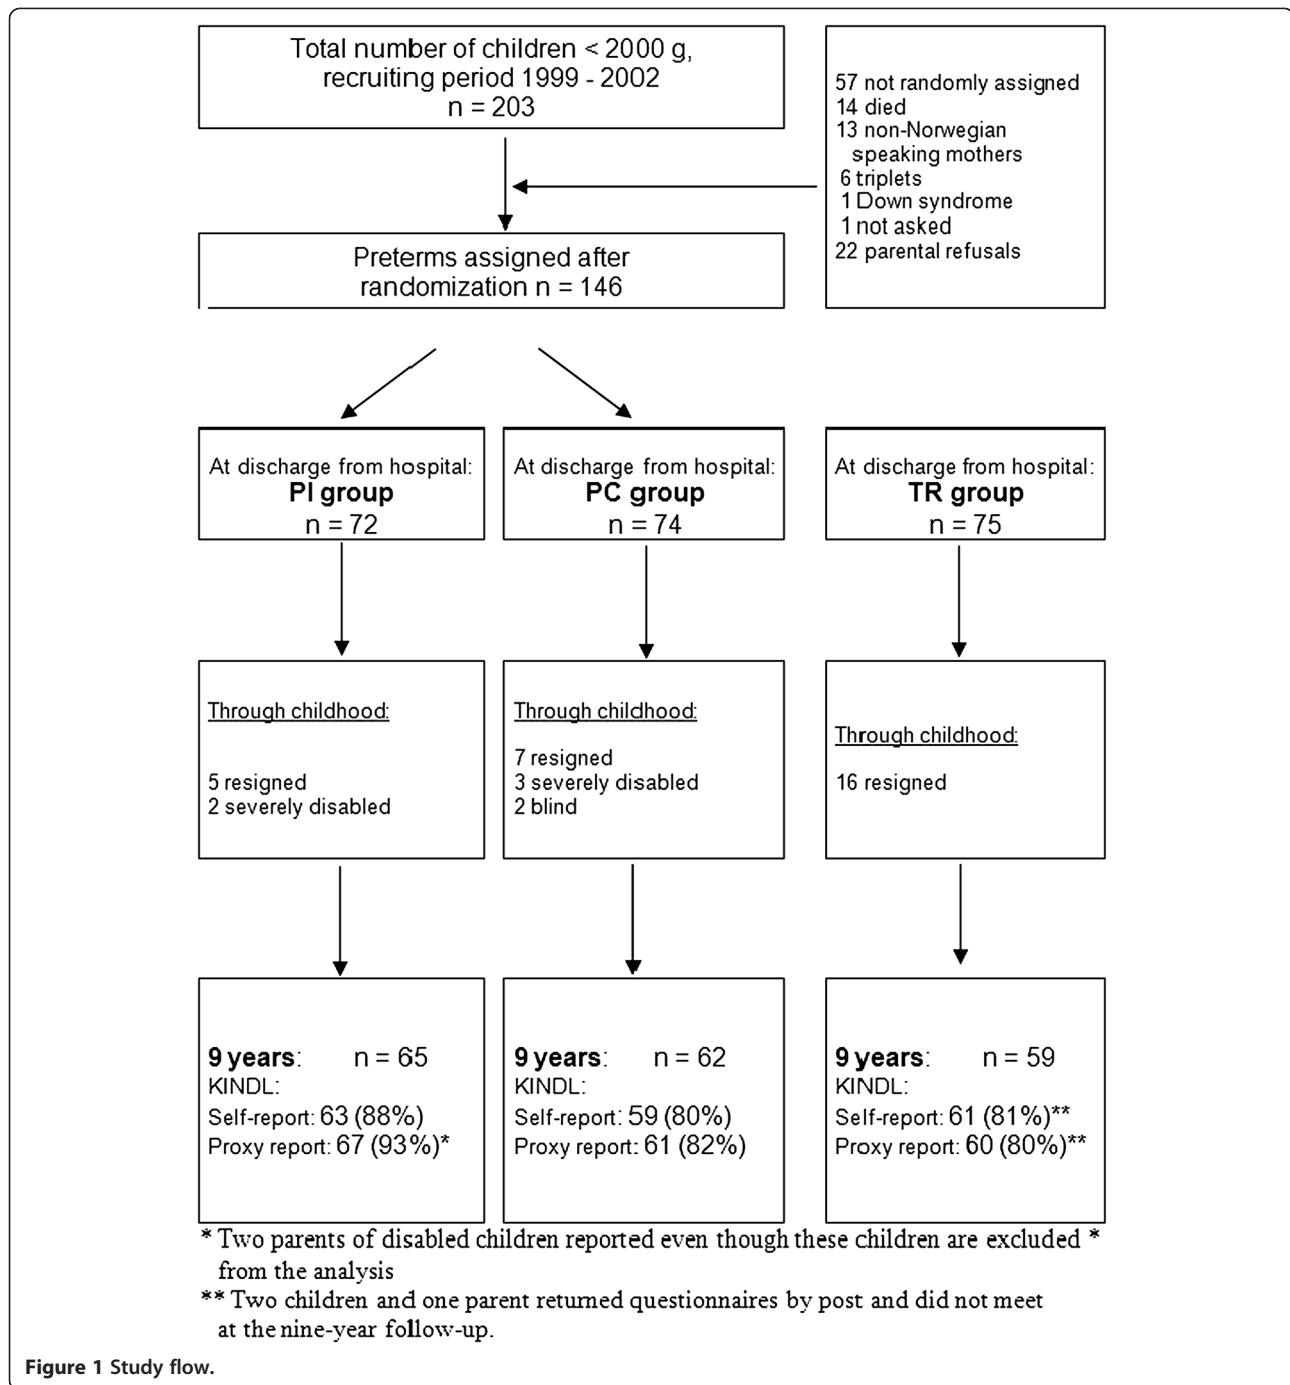 Total number of children < 2000 g,
recruiting period 1999 - 2002
n = 203
57 not randomly assigned
14 died
13 non-Norwegian
speaking mothers
6 triplets
1 Down syndrome
1 not asked
22 parental refusals
Preterms assigned after
randomization n = 146
At discharge from hospital:
PI group
n = 72
At discharge from hospital:
PC group
n = 74
At discharge from hospital:
TR group
n = 75
Through childhood:
5 resigned
2 severely disabled
Through childhood:
7 resigned
3 severely disabled
2 blind
Through childhood:
16 resigned
9 years: n = 65
KINDL:
Self-report: 63 (88%)
Proxy report: 67 (93%)*
9 years: n = 62
KINDL:
Self-report: 59 (80%)
Proxy report: 61 (82%)
9 years: n = 59
KINDL:
Self-report: 61 (81%)**
Proxy report: 60 (80%)**
* Two parents of disabled children reported even though these children are excluded *
from the analysis
** Two children and one parent returned questionnaires by post and did not meet
at the nine-year follow-up.
Figure 1 Study flow.